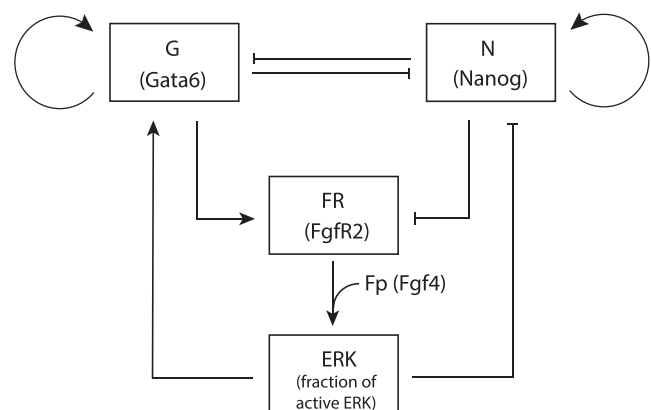 G
(Gata6)
N
(Nanog)
FR
(FgfR2)
Fp (Fgf4)
ERK
(fraction of
active ERK)